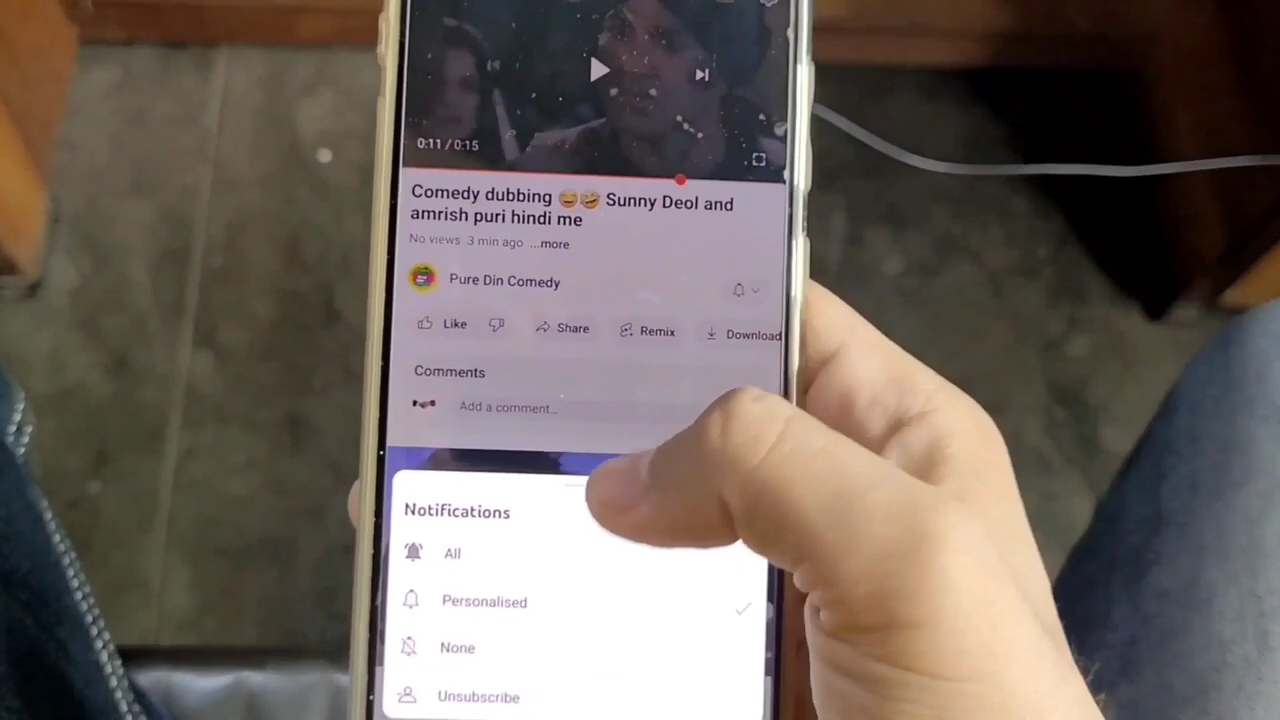 0:11 / 0:15
Comedy dubbing 😄🤣 Sunny Deol and
amrish puri hindi me
No views 3 min ago ...more
Pure Din Comedy
Like Share Remix Download
Comments
Add a comment...
Notifications
All
Personalised
None
Unsubscribe